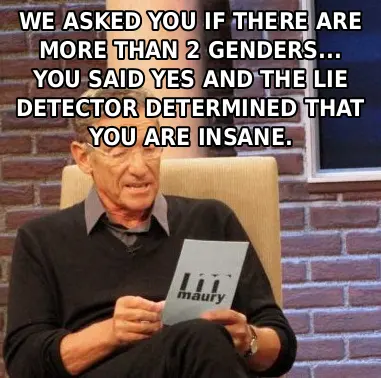 WE ASKED YOU IF THERE ARE
MORE THAN 2 GENDERS...
YOU SAID YES AND THE LIE
DETECTOR DETERMINED THAT
YOU ARE INSANE.
maury